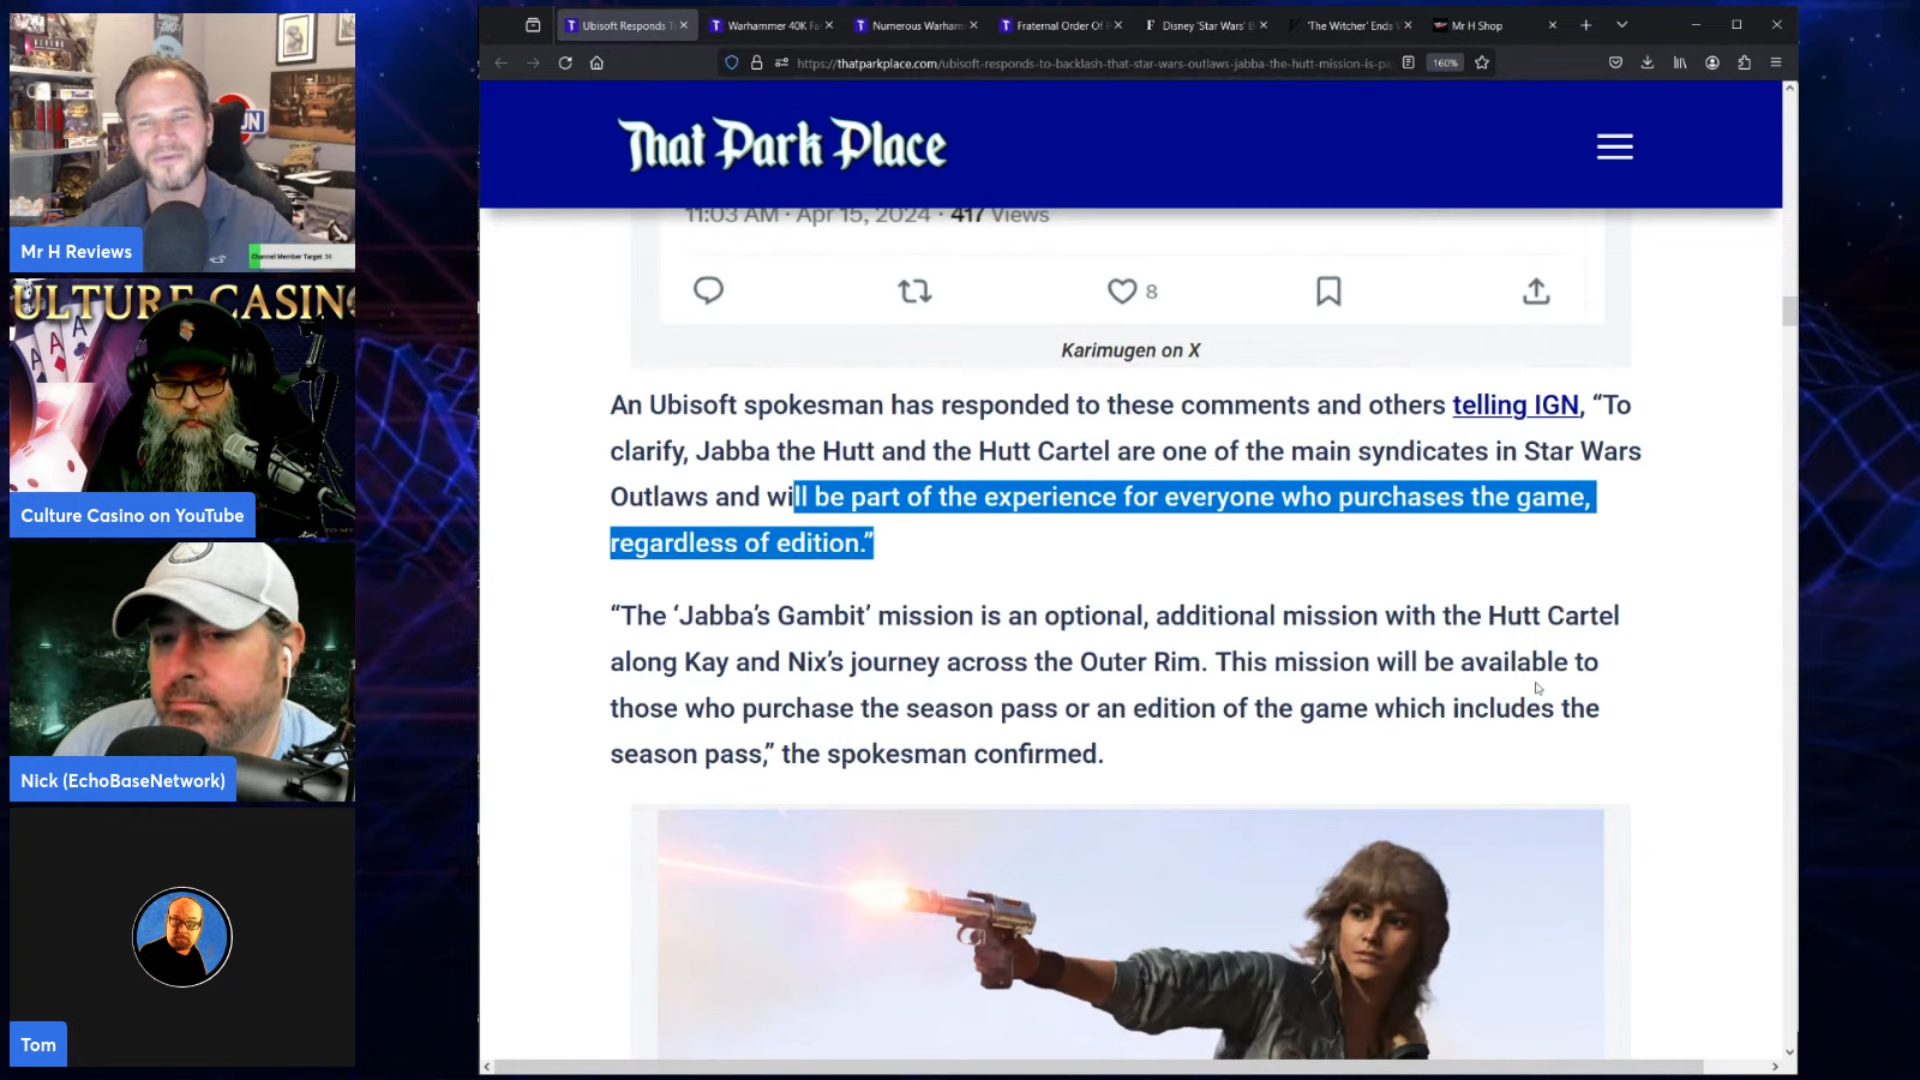 Ubisoft Responds T
Warhammer 40K Fa
Numerous Warham
Fraternal Order Of
Disney 'Star Wars'
'The Witcher' Ends
Mr H Shop
https://thatparkplace.com/ubisoft-responds-to-backlash-that-star-wars-outlaws-jabba-the-hutt-mission-is-pa
160%
That Park Place
11:03 AM · Apr 15, 2024 · 417 Views
8
Karimugen on X
An Ubisoft spokesman has responded to these comments and others telling IGN, “To
clarify, Jabba the Hutt and the Hutt Cartel are one of the main syndicates in Star Wars
Outlaws and will be part of the experience for everyone who purchases the game,
regardless of edition.”
“The ‘Jabba’s Gambit’ mission is an optional, additional mission with the Hutt Cartel
along Kay and Nix’s journey across the Outer Rim. This mission will be available to
those who purchase the season pass or an edition of the game which includes the
season pass,” the spokesman confirmed.
Mr H Reviews
Channel Member Target 36
ULTURE CASINO
A
A
A
Culture Casino on YouTube
Nick (EchoBaseNetwork)
Tom